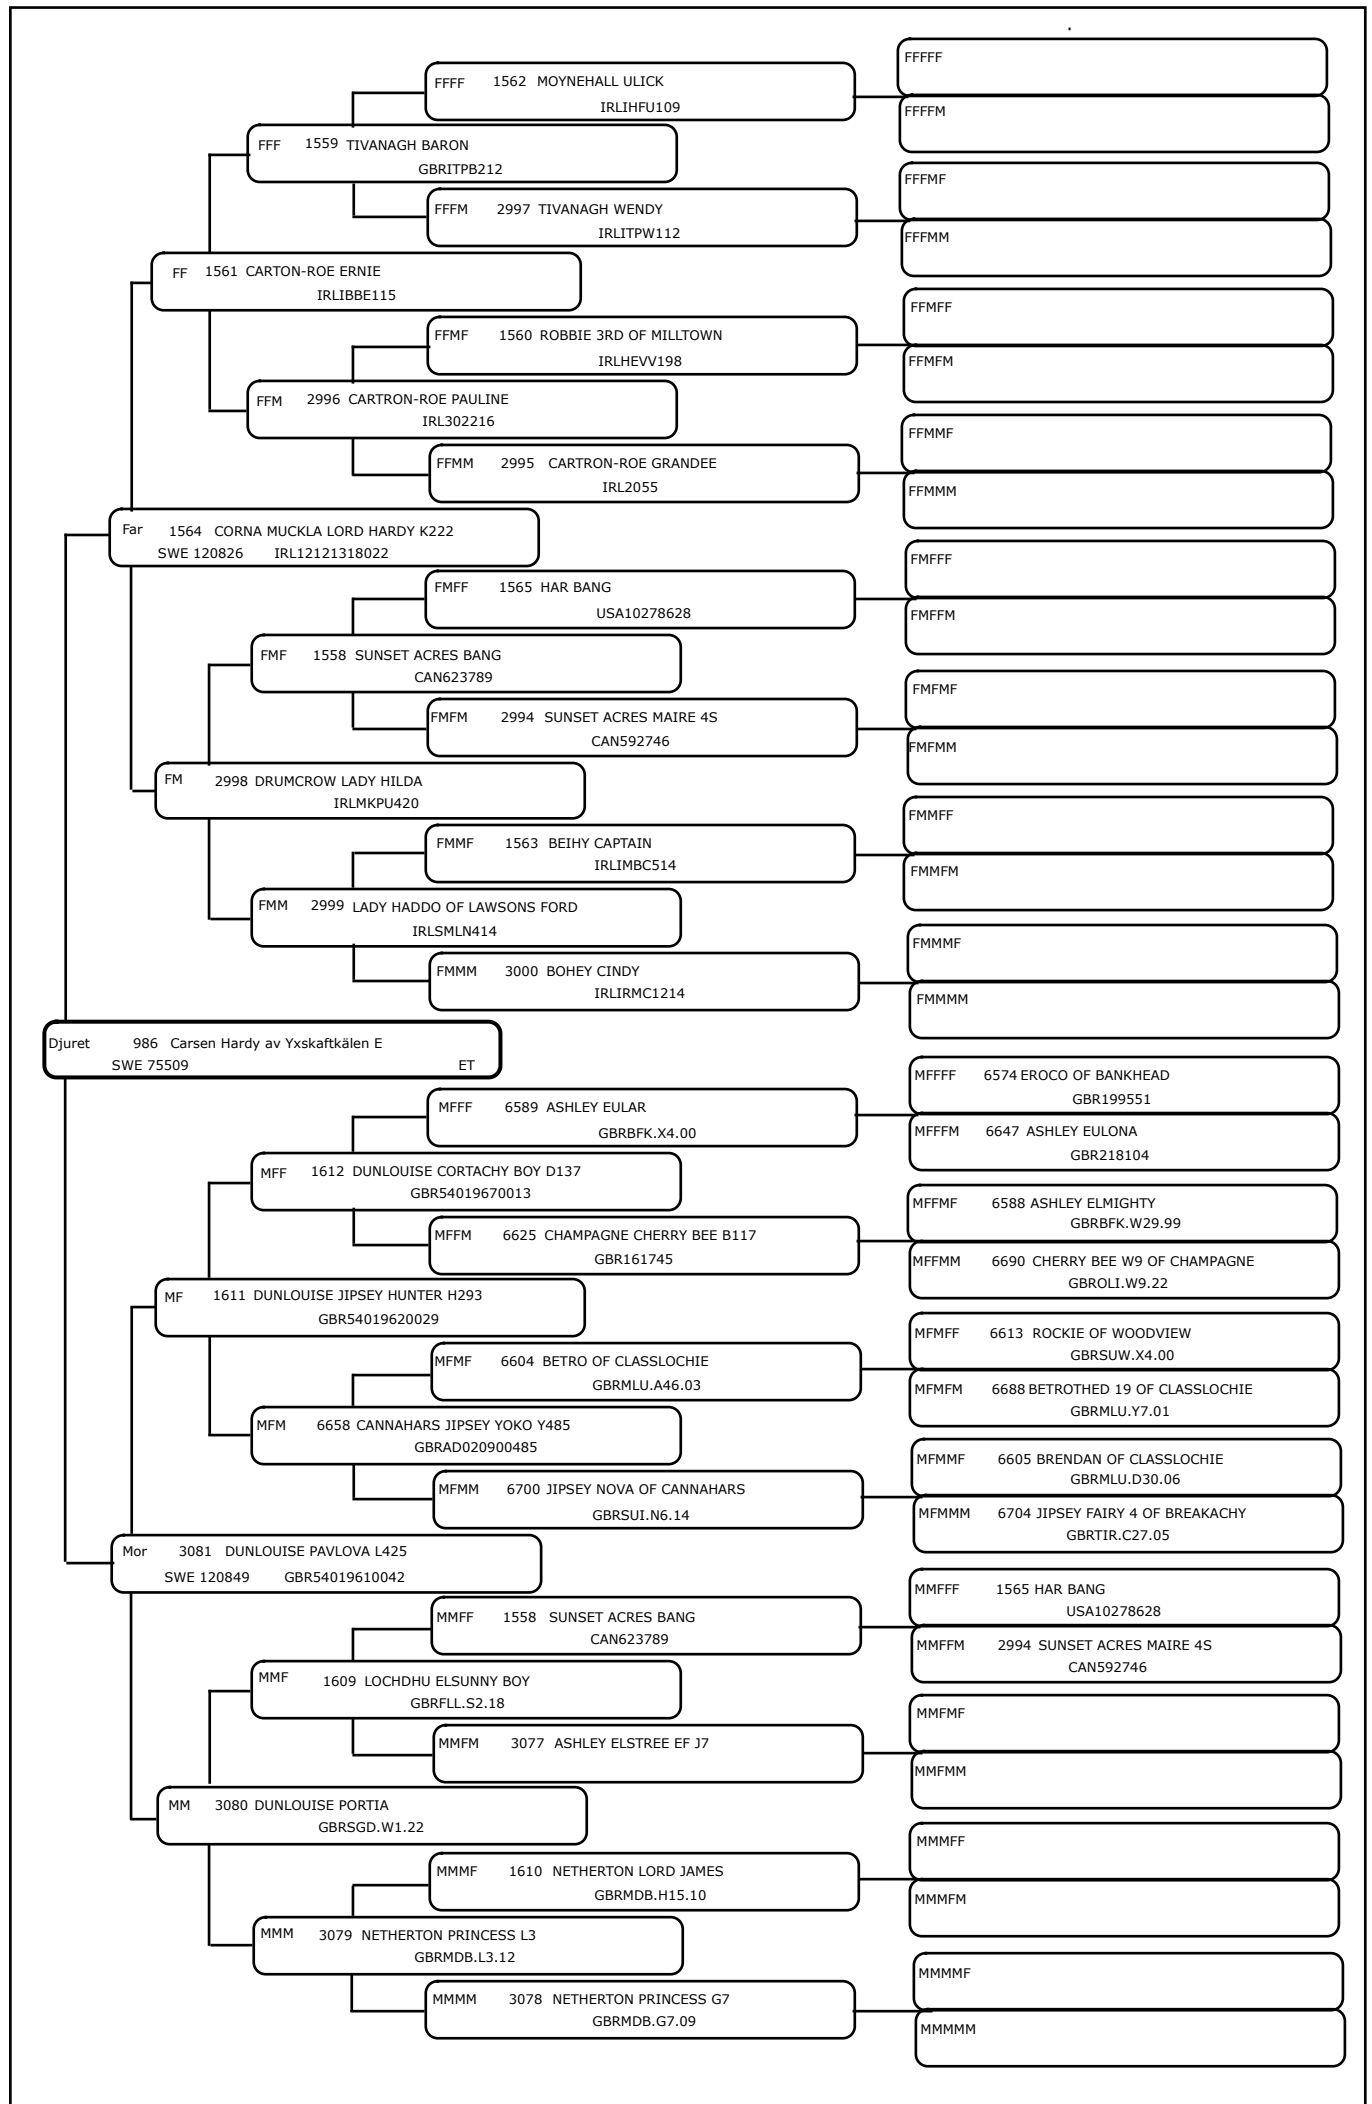 FFFFF
FFFF 1562 MOYNEHALL ULICK
IRLIHFU109
FFFFM
FFF 1559 TIVANAGH BARON
GBRITPB212
FFFMF
FFFM 2997 TIVANAGH WENDY
IRLITPW112
FFFMM
FF 1561 CARTON-ROE ERNIE
IRLIBBE115
FFMFF
FFMF 1560 ROBBIE 3RD OF MILLTOWN
IRLHEVV198
FFMFM
FFM 2996 CARTRON-ROE PAULINE
IRL302216
FFMMF
FFMM 2995 CARTRON-ROE GRANDEE
IRL2055
FFMMM
Far 1564 CORNA MUCKLA LORD HARDY K222
SWE 120826 IRL12121318022
FMFFF
FMFF 1565 HAR BANG
USA10278628
FMFFM
FMF 1558 SUNSET ACRES BANG
CAN623789
FMFMF
FMFM 2994 SUNSET ACRES MAIRE 4S
CAN592746
FMFMM
FM 2998 DRUMCROW LADY HILDA
IRLMKPU420
FMMFF
FMMF 1563 BEIHY CAPTAIN
IRLIMBC514
FMMFM
FMM 2999 LADY HADDO OF LAWSONS FORD
IRLSMLN414
FMMMF
FMMM 3000 BOHEY CINDY
IRLIRMC1214
FMMMM
Djuret 986 Carsen Hardy av Yxskaftkälen E
SWE 75509 ET
MFFFF 6574 EROCO OF BANKHEAD
GBR199551
MFFF 6589 ASHLEY EULAR
GBRBFK.X4.00
MFFFM 6647 ASHLEY EULONA
GBR218104
MFF 1612 DUNLOUISE CORTACHY BOY D137
GBR54019670013
MFFMF 6588 ASHLEY ELMIGHTY
GBRBFK.W29.99
MFFM 6625 CHAMPAGNE CHERRY BEE B117
GBR161745
MFFMM 6690 CHERRY BEE W9 OF CHAMPAGNE
GBROLI.W9.22
MF 1611 DUNLOUISE JIPSEY HUNTER H293
GBR54019620029
MFMFF 6613 ROCKIE OF WOODVIEW
GBRSUW.X4.00
MFMF 6604 BETRO OF CLASSLOCHIE
GBRMLU.A46.03
MFMFM 6688 BETROTHED 19 OF CLASSLOCHIE
GBRMLU.Y7.01
MFM 6658 CANNAHARS JIPSEY YOKO Y485
GBRAD020900485
MFMMF 6605 BRENDAN OF CLASSLOCHIE
GBRMLU.D30.06
MFMM 6700 JIPSEY NOVA OF CANNAHARS
GBRSUI.N6.14
MFMMM 6704 JIPSEY FAIRY 4 OF BREAKACHY
GBRTIR.C27.05
Mor 3081 DUNLOUISE PAVLOVA L425
SWE 120849 GBR54019610042
MMFFF 1565 HAR BANG
USA10278628
MMFF 1558 SUNSET ACRES BANG
CAN623789
MMFFM 2994 SUNSET ACRES MAIRE 4S
CAN592746
MMF 1609 LOCHDHU ELSUNNY BOY
GBRFLL.S2.18
MMFMF
MMFM 3077 ASHLEY ELSTREE EF J7
MMFMM
MM 3080 DUNLOUISE PORTIA
GBRSGD.W1.22
MMMFF
MMMF 1610 NETHERTON LORD JAMES
GBRMDB.H15.10
MMMFM
MMM 3079 NETHERTON PRINCESS L3
GBRMDB.L3.12
MMMMF
MMMM 3078 NETHERTON PRINCESS G7
GBRMDB.G7.09
MMMMM